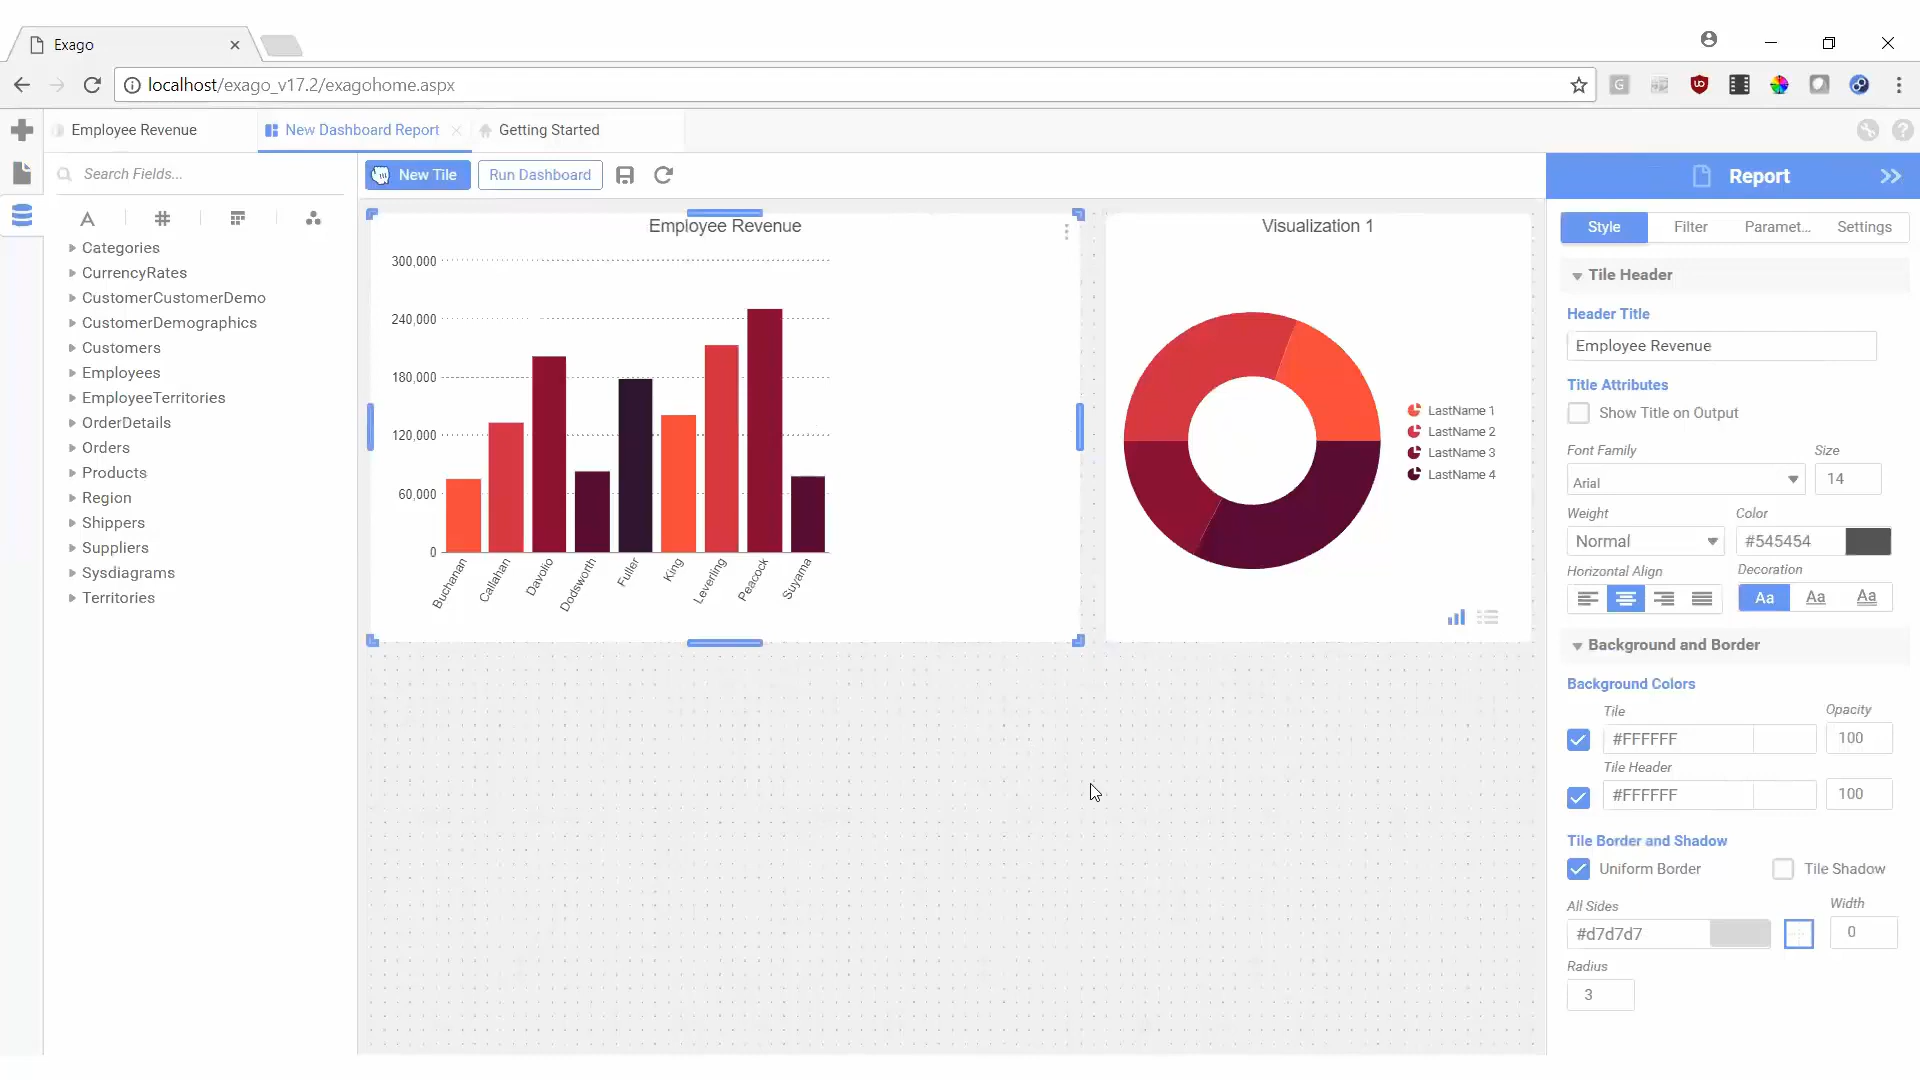 Exago
localhost/exago_v17.2/exagohome.aspx
Employee Revenue
New Dashboard Report
Getting Started
Search Fields...
New Tile
Run Dashboard
Report
Categories
CurrencyRates
CustomerCustomerDemo
CustomerDemographics
Customers
Employees
EmployeeTerritories
OrderDetails
Orders
Products
Region
Shippers
Suppliers
Sysdiagrams
Territories
Employee Revenue
300,000
240,000
180,000
120,000
60,000
0
Buchanan
Callahan
Davolio
Dodsworth
Fuller
King
Leverling
Peacock
Suyama
Visualization 1
LastName 1
LastName 2
LastName 3
LastName 4
Style
Filter
Paramet...
Settings
Tile Header
Header Title
Employee Revenue
Title Attributes
Show Title on Output
Font Family
Size
Arial
14
Weight
Color
Normal
#545454
Horizontal Align
Decoration
Aa
Aa
Aa
Background and Border
Background Colors
Tile
Opacity
#FFFFFF
100
Tile Header
#FFFFFF
100
Tile Border and Shadow
Uniform Border
Tile Shadow
All Sides
Width
#d7d7d7
0
Radius
3